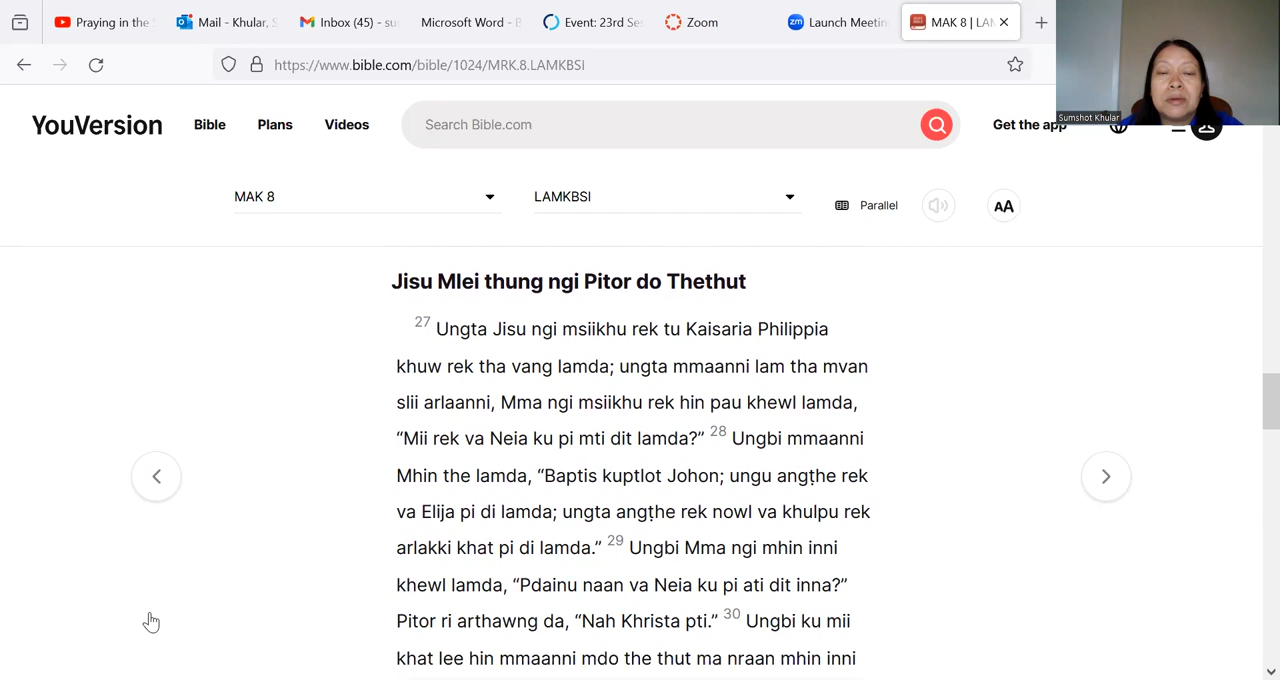 Praying in the
Mail - Khular, S
Inbox (45) - su
Microsoft Word - B
Event: 23rd Se
Zoom
zm
Launch Meetin
MAK 8 | LAM
https://www.bible.com/bible/1024/MRK.8.LAMKBSI
Sumshot Khular
YouVersion
Bible
Plans
Videos
Search Bible.com
Get the app
MAK 8
LAMKBSI
Parallel
AA
Jisu Mlei thung ngi Pitor do Thethut
27 Ungta Jisu ngi msiikhu rek tu Kaisaria Philippia
khuw rek tha vang lamda; ungta mmaanni lam tha mvan
slii arlaanni, Mma ngi msiikhu rek hin pau khewl lamda,
“Mii rek va Neia ku pi mti dit lamda?” 28 Ungbi mmaanni
Mhin the lamda, “Baptis kuptlot Johon; ungu angṭhe rek
va Elija pi di lamda; ungta angṭhe rek nowl va khulpu rek
arlakki khat pi di lamda.” 29 Ungbi Mma ngi mhin inni
khewl lamda, “Pdainu naan va Neia ku pi ati dit inna?”
Pitor ri arthawng da, “Nah Khrista pti.” 30 Ungbi ku mii
khat lee hin mmaanni mdo the thut ma nraan mhin inni